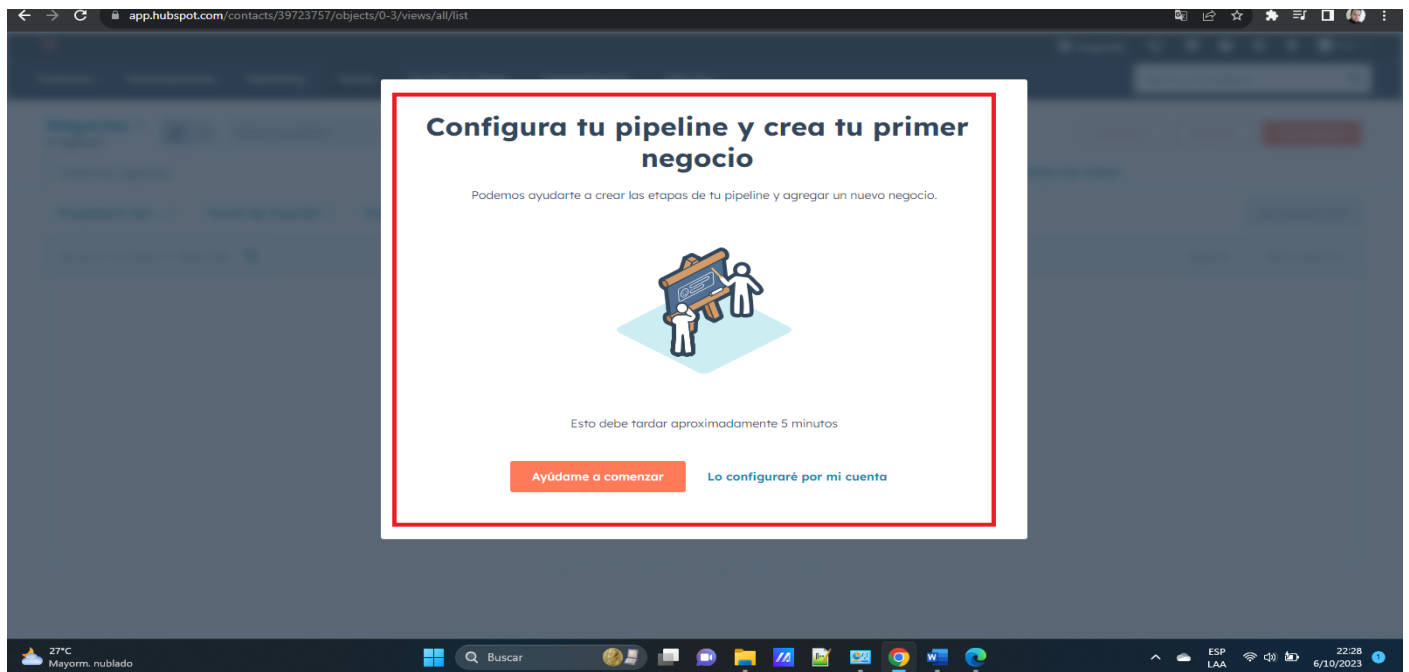 app.hubspot.com/contacts/39723757/objects/0-3/views/all/list
Configura tu pipeline y crea tu primer
negocio
Podemos ayudarte a crear las etapas de tu pipeline y agregar un nuevo negocio.
Esto debe tardar aproximadamente 5 minutos
Ayúdame a comenzar Lo configuraré por mi cuenta
27°C
Mayorm. nublado
Buscar
ESP
LAA
22:28
6/10/2023
1